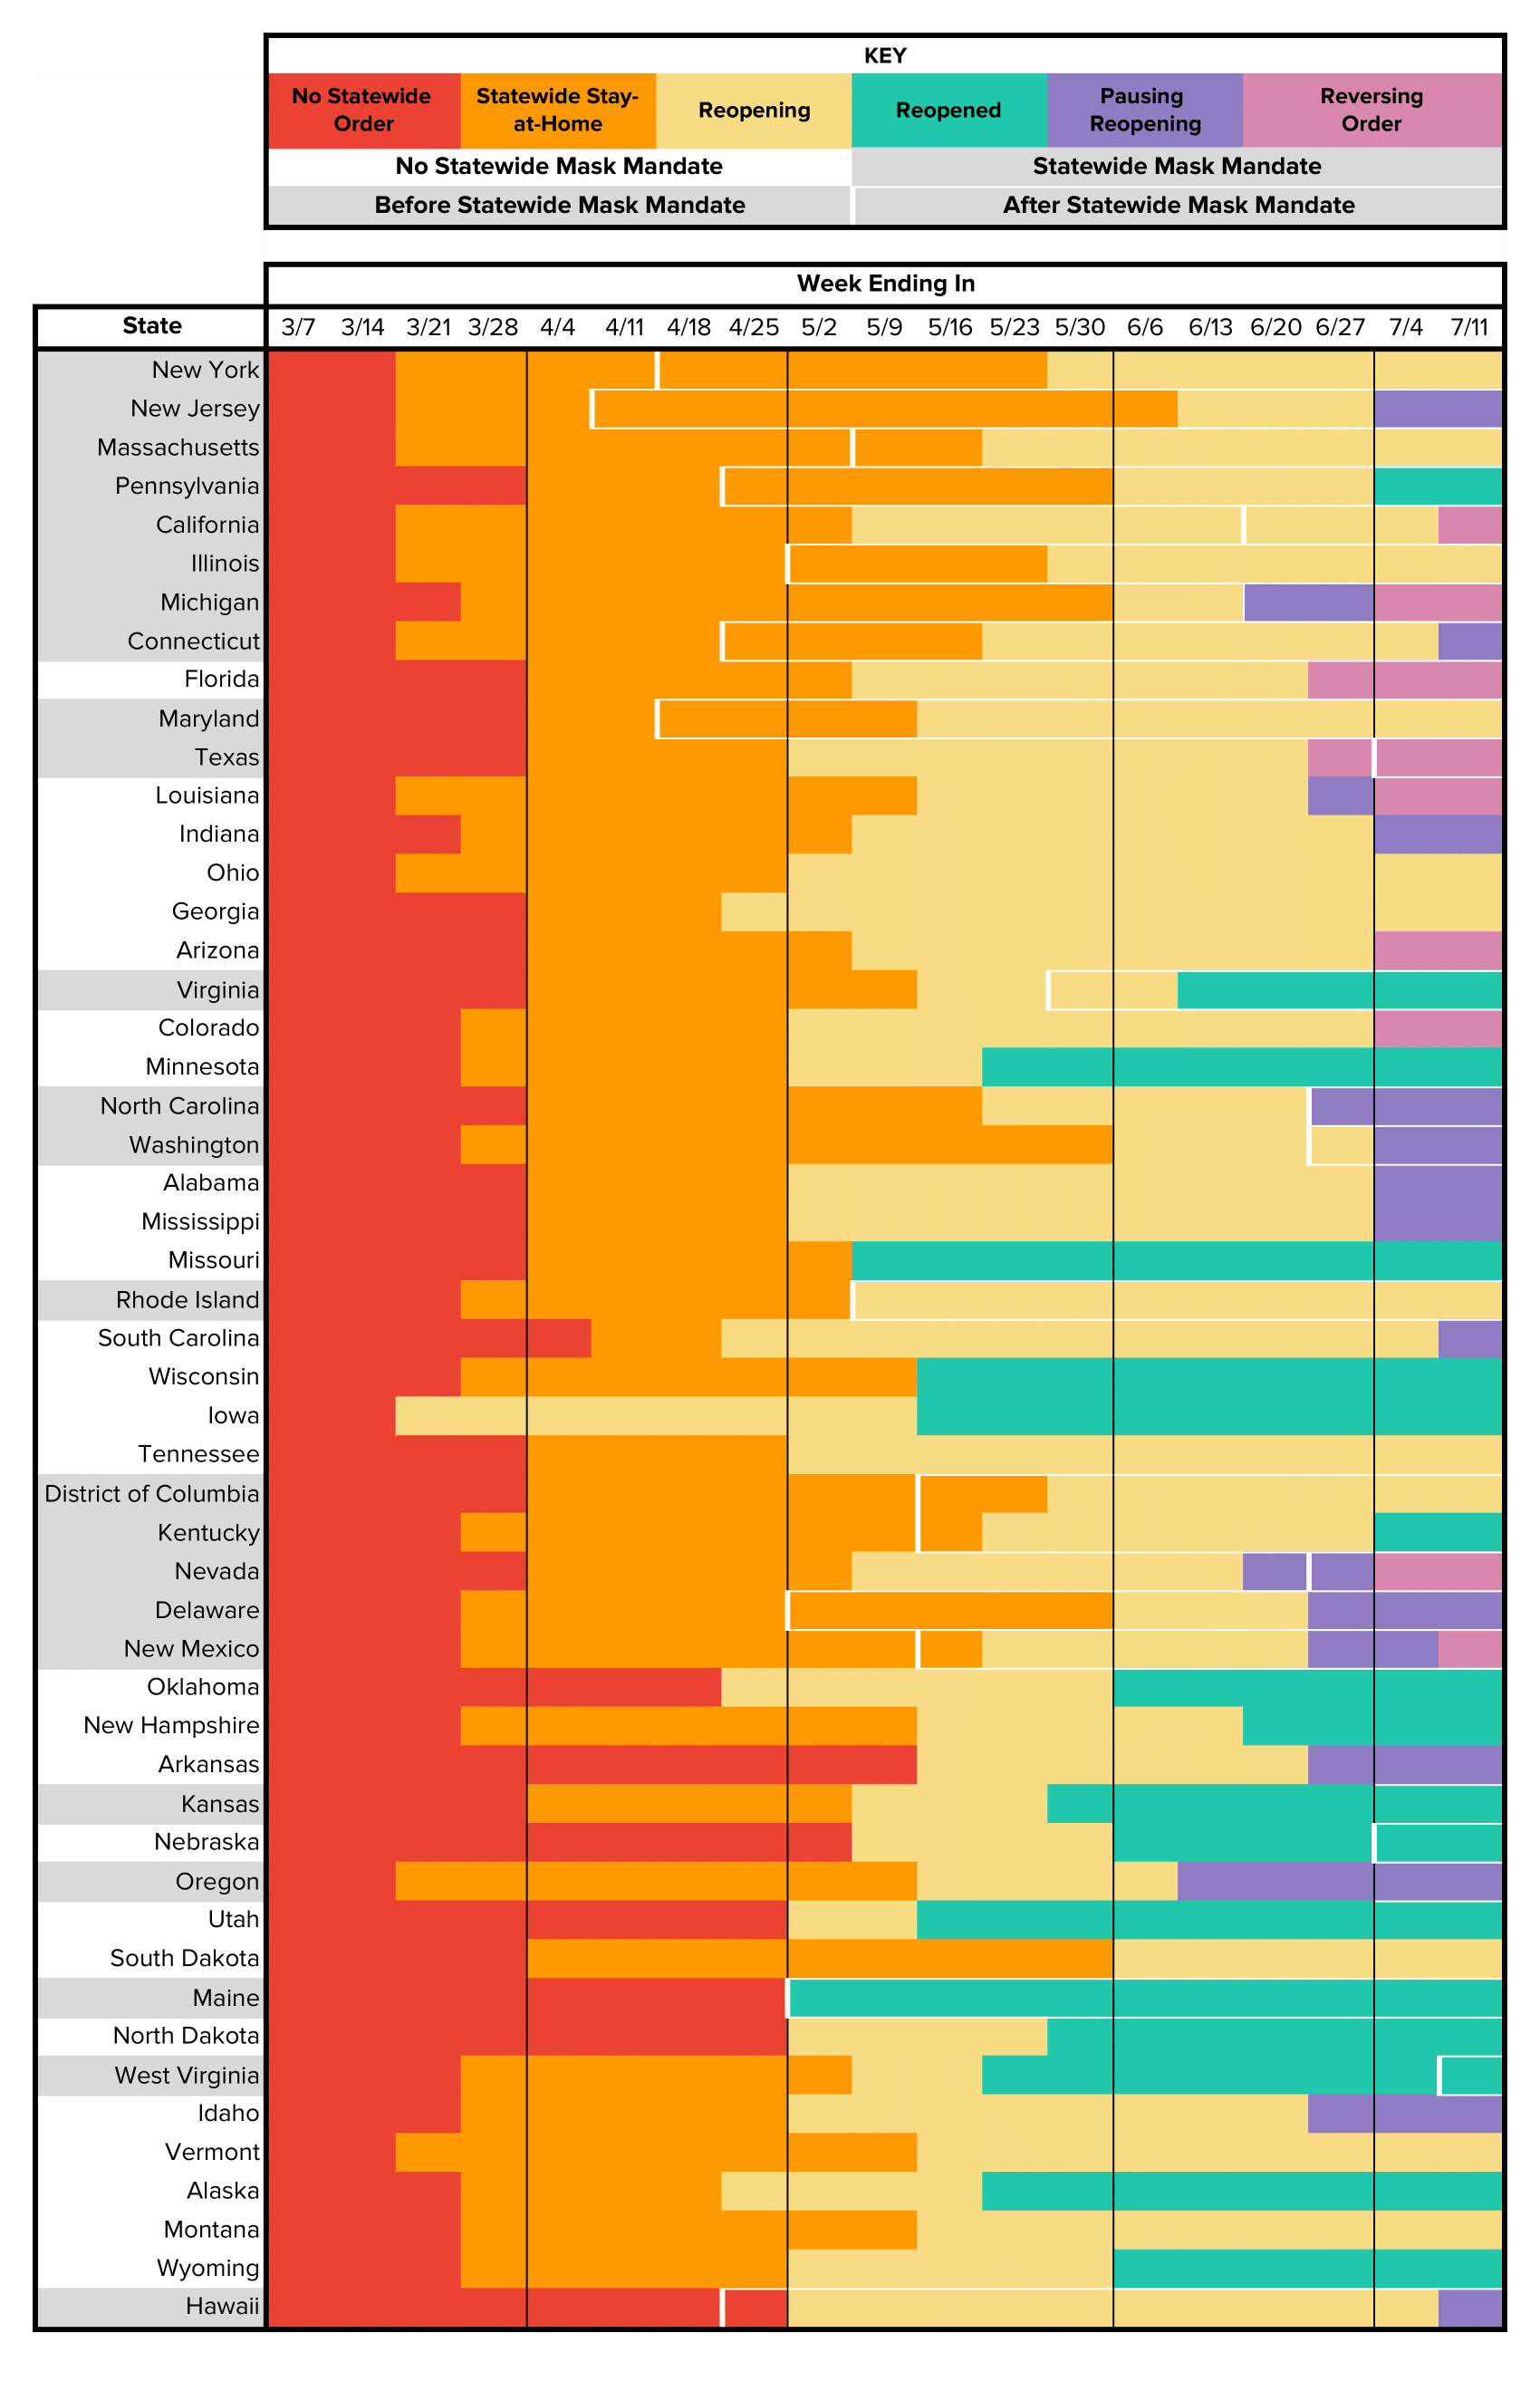 KEY
No Statewide Order
Statewide Stay-at-Home
Reopening
Reopened
Pausing Reopening
Reversing Order
No Statewide Mask Mandate
Statewide Mask Mandate
Before Statewide Mask Mandate
After Statewide Mask Mandate
Week Ending In
State 3/7 3/14 3/21 3/28 4/4 4/11 4/18 4/25 5/2 5/9 5/16 5/23 5/30 6/6 6/13 6/20 6/27 7/4 7/11
New York
New Jersey
Massachusetts
Pennsylvania
California
Illinois
Michigan
Connecticut
Florida
Maryland
Texas
Louisiana
Indiana
Ohio
Georgia
Arizona
Virginia
Colorado
Minnesota
North Carolina
Washington
Alabama
Mississippi
Missouri
Rhode Island
South Carolina
Wisconsin
Iowa
Tennessee
District of Columbia
Kentucky
Nevada
Delaware
New Mexico
Oklahoma
New Hampshire
Arkansas
Kansas
Nebraska
Oregon
Utah
South Dakota
Maine
North Dakota
West Virginia
Idaho
Vermont
Alaska
Montana
Wyoming
Hawaii